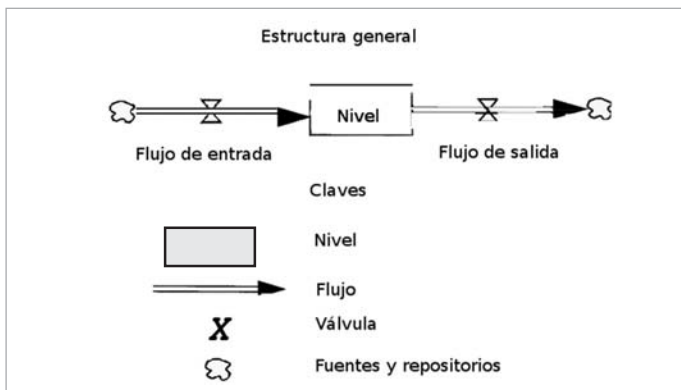 Estructura general
Nivel
Flujo de entrada
Flujo de salida
Claves
Nivel
Flujo
X
Válvula
Fuentes y repositorios